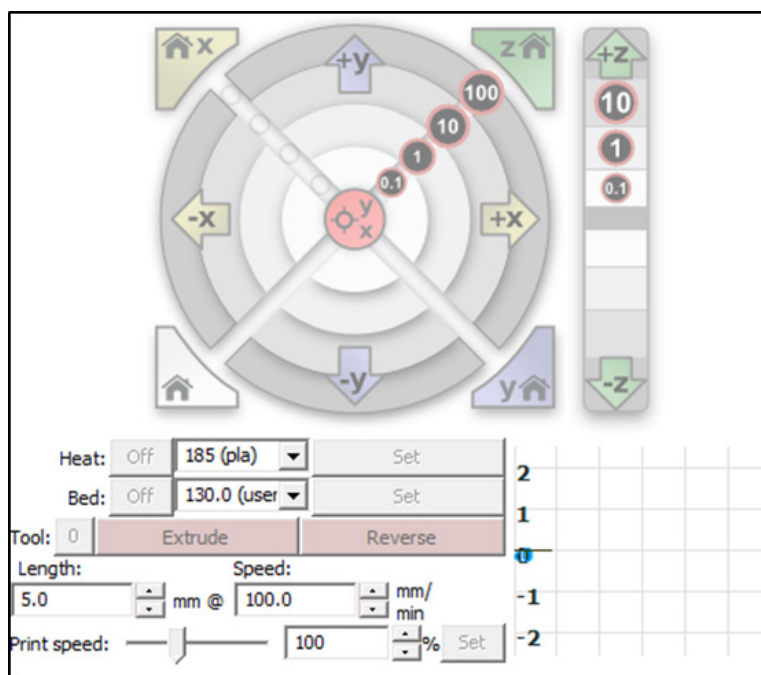 x
+y
z
+z
100
10
10
1
1
0.1
0.1
-x
y
x
+x
-y
y
-z
Heat: Off 185 (pla) Set
Bed: Off 130.0 (user Set
Tool: 0 Extrude Reverse
Length: Speed:
5.0 mm @ 100.0 mm/
min
Print speed: 100 % Set
2
1
0
-1
-2